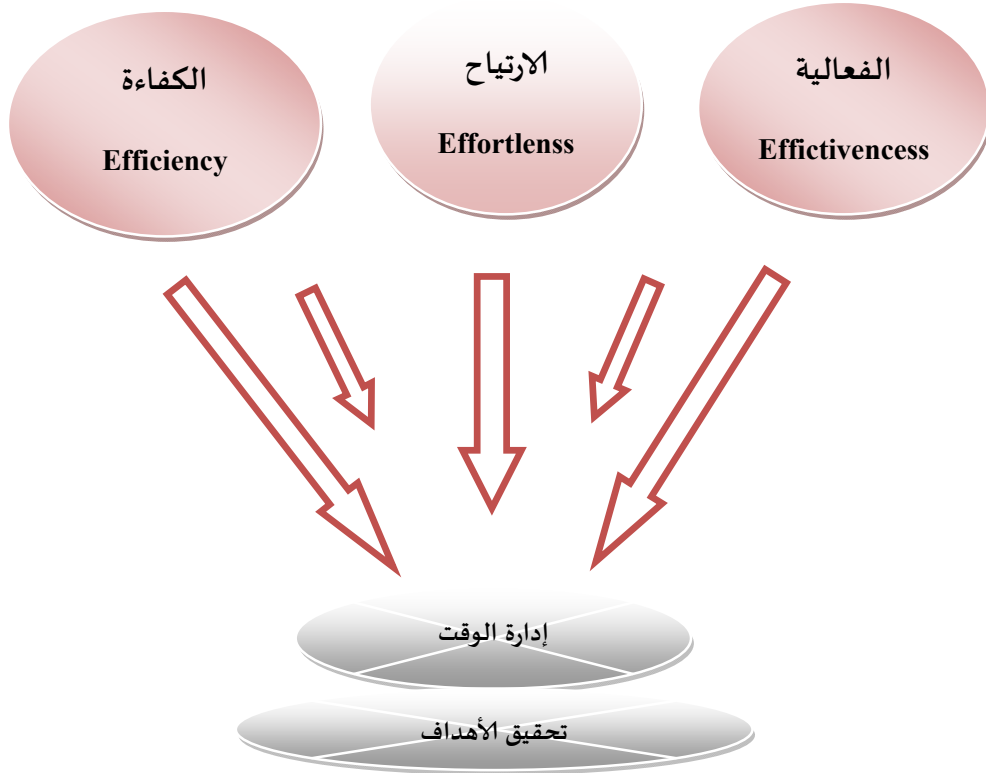 الفعالية
Effictivencess
الارتياح
Effortlenss
الكفاءة
Efficiency
إدارة الوقت
تحقيق الأهداف